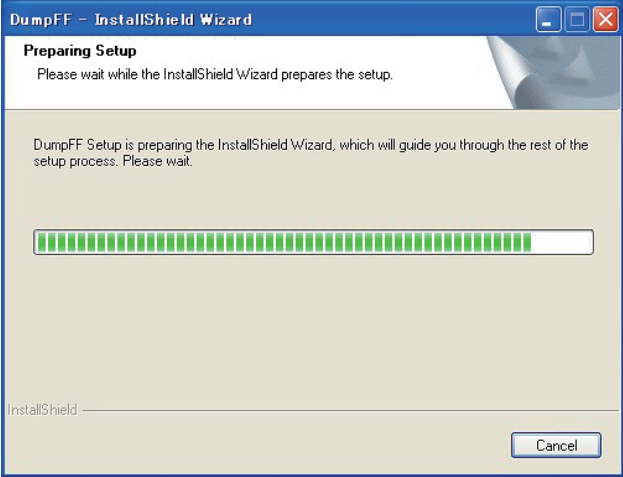 DumpFF - InstallShield Wizard
Preparing Setup
Please wait while the InstallShield Wizard prepares the setup.
DumpFF Setup is preparing the InstallShield Wizard, which will guide you through the rest of the
setup process. Please wait.
InstallShield
Cancel